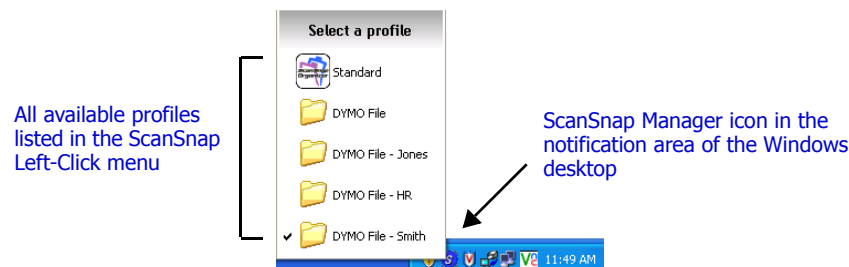 Select a profile
Standard
DYMO File
DYMO File - Jones
DYMO File - HR
DYMO File - Smith
All available profiles
listed in the ScanSnap
Left-Click menu
ScanSnap Manager icon in the
notification area of the Windows
desktop
11:49 AM